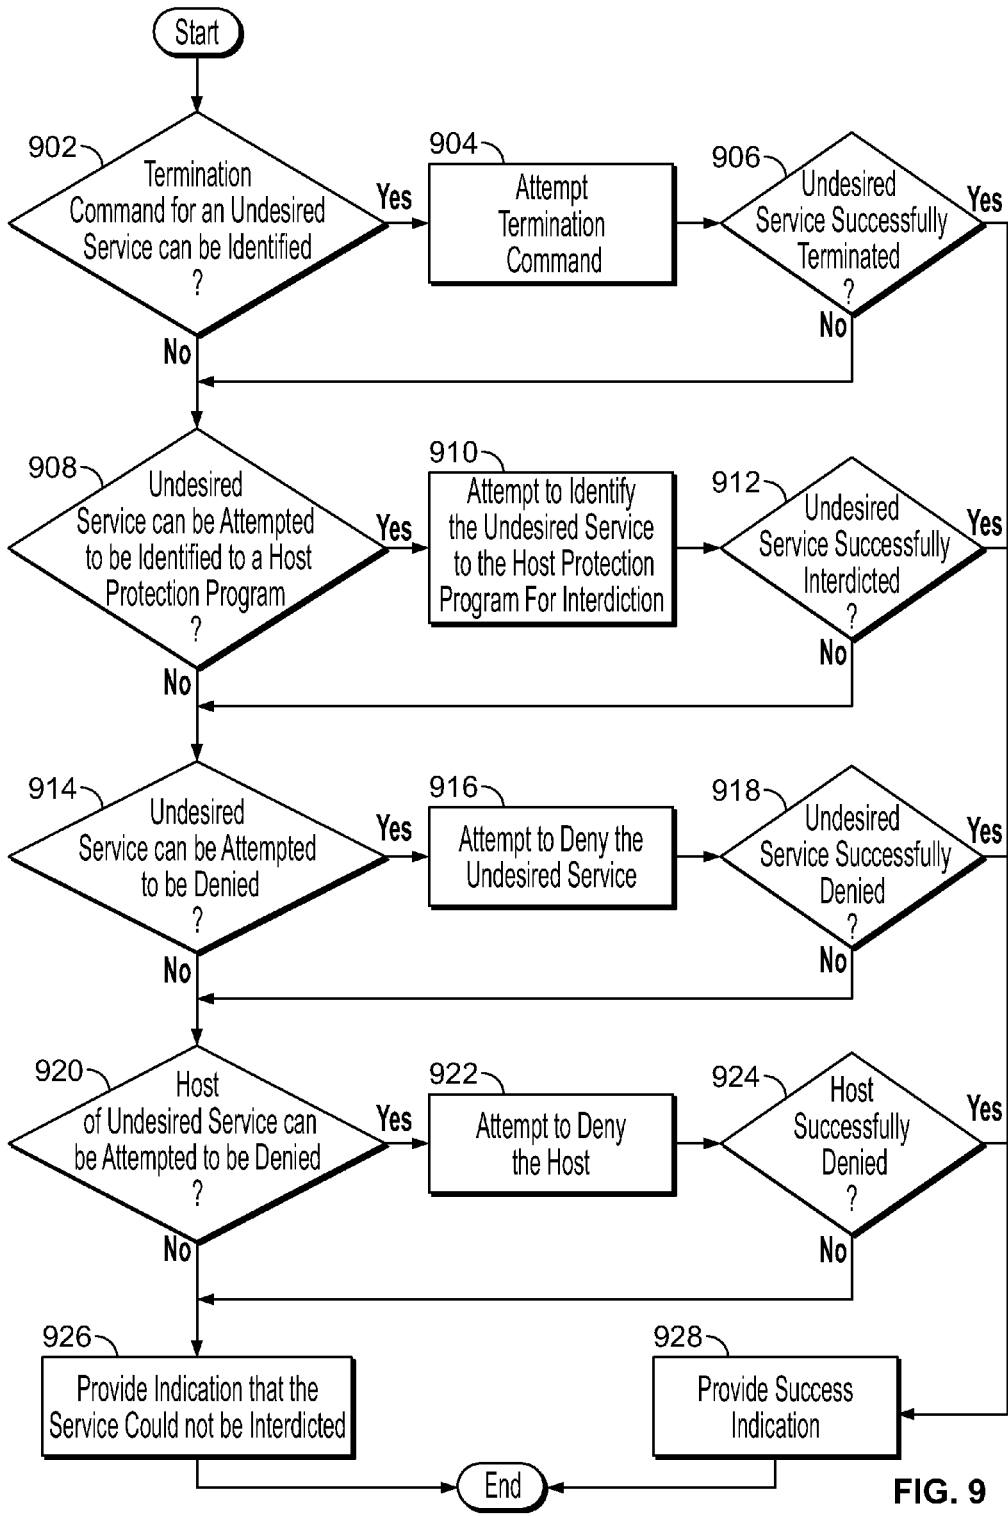 Start
902
Termination
Command for an Undesired
Service can be Identified
?
Yes
No
904
Attempt
Termination
Command
906
Undesired
Service Successfully
Terminated
?
Yes
No
908
Undesired
Service can be Attempted
to be Identified to a Host
Protection Program
?
Yes
No
910
Attempt to Identify
the Undesired Service
to the Host Protection
Program For Interdiction
912
Undesired
Service Successfully
Interdicted
?
Yes
No
914
Undesired
Service can be Attempted
to be Denied
?
Yes
No
916
Attempt to Deny the
Undesired Service
918
Undesired
Service Successfully
Denied
?
Yes
No
920
Host
of Undesired Service can
be Attempted to be Denied
?
Yes
No
922
Attempt to Deny
the Host
924
Host
Successfully
Denied
?
Yes
No
926
Provide Indication that the
Service Could not be Interdicted
928
Provide Success
Indication
End
FIG. 9